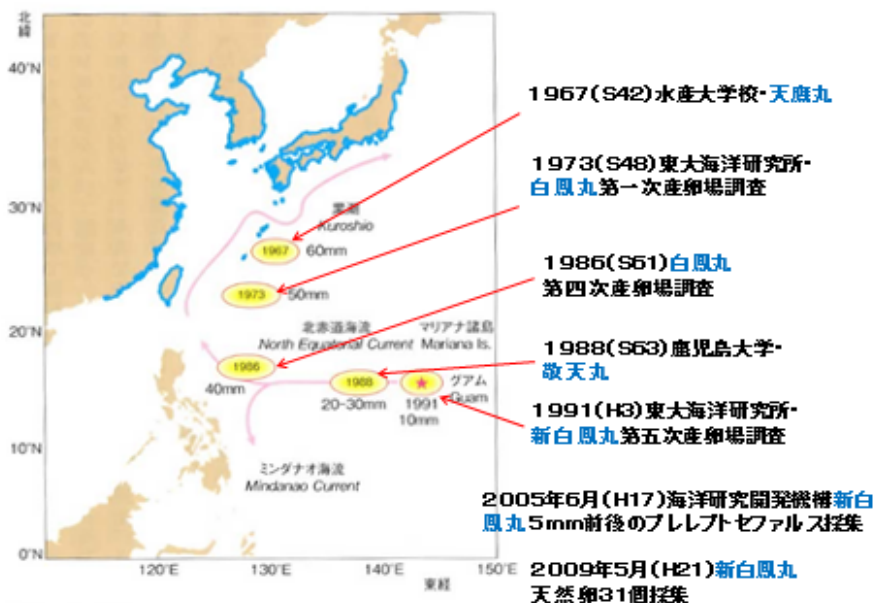 北緯
40°N
30°N
20°N
10°N
0°N
120°E
130°E
140°E
150°E
東経
黒潮
Kuroshio
1967
60mm
1973
50mm
北赤道海流
North Equatorial Current
マリアナ諸島
Mariana Is.
1986
40mm
1988
20-30mm
グアム
Guam
1991
10mm
ミンダナオ海流
Mindanao Current
1967(S42)水産大学校・天鷹丸
1973(S48)東大海洋研究所・
白鳳丸第一次産卵場調査
1986(S61)白鳳丸
第四次産卵場調査
1988(S63)鹿児島大学・
敬天丸
1991(H3)東大海洋研究所・
新白鳳丸第五次産卵場調査
2005年6月(H17)海洋研究開発機構新白
鳳丸5mm前後のプレレプトセファルス採集
2009年5月(H21)新白鳳丸
天然卵31個採集